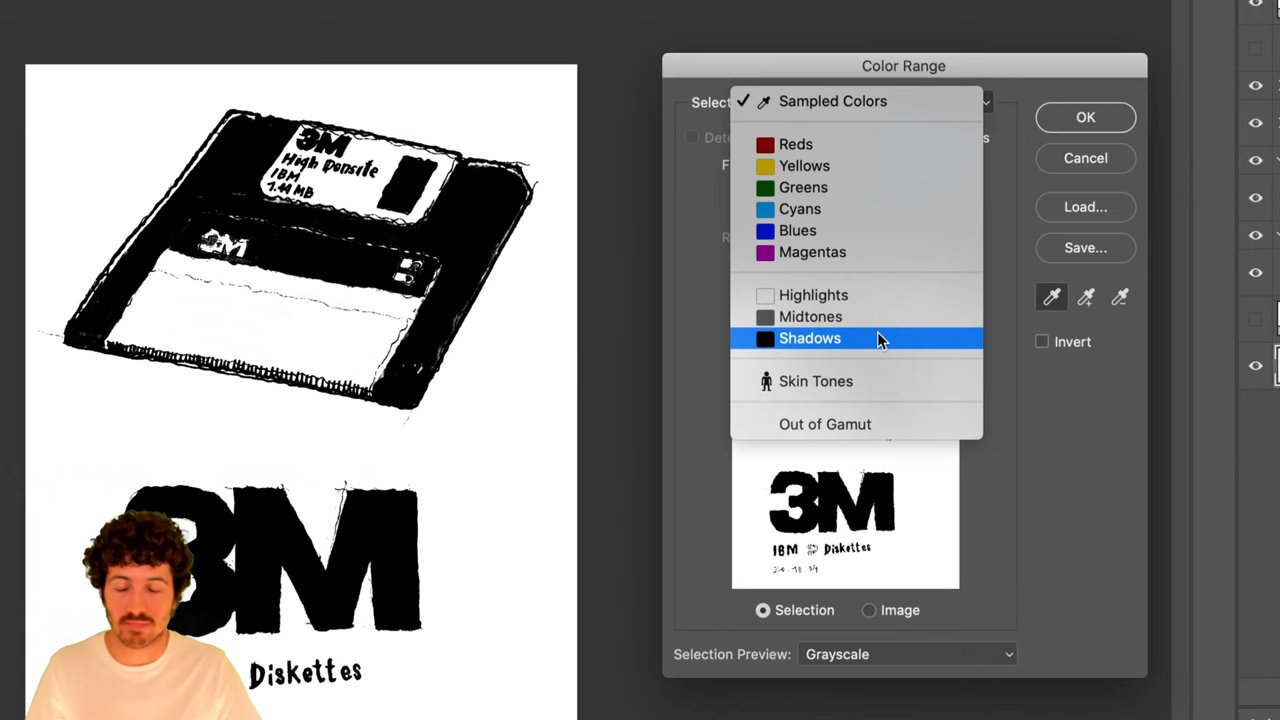 Color Range
Select
Sampled Colors
OK
Cancel
Load...
Save...
Invert
Reds
Yellows
Greens
Cyans
Blues
Magentas
Highlights
Midtones
Shadows
Skin Tones
Out of Gamut
3M
IBM
Diskettes
Selection
Image
Selection Preview:
Grayscale
3M
High Densite
IBM
1.44 MB
3M
3M
Diskettes